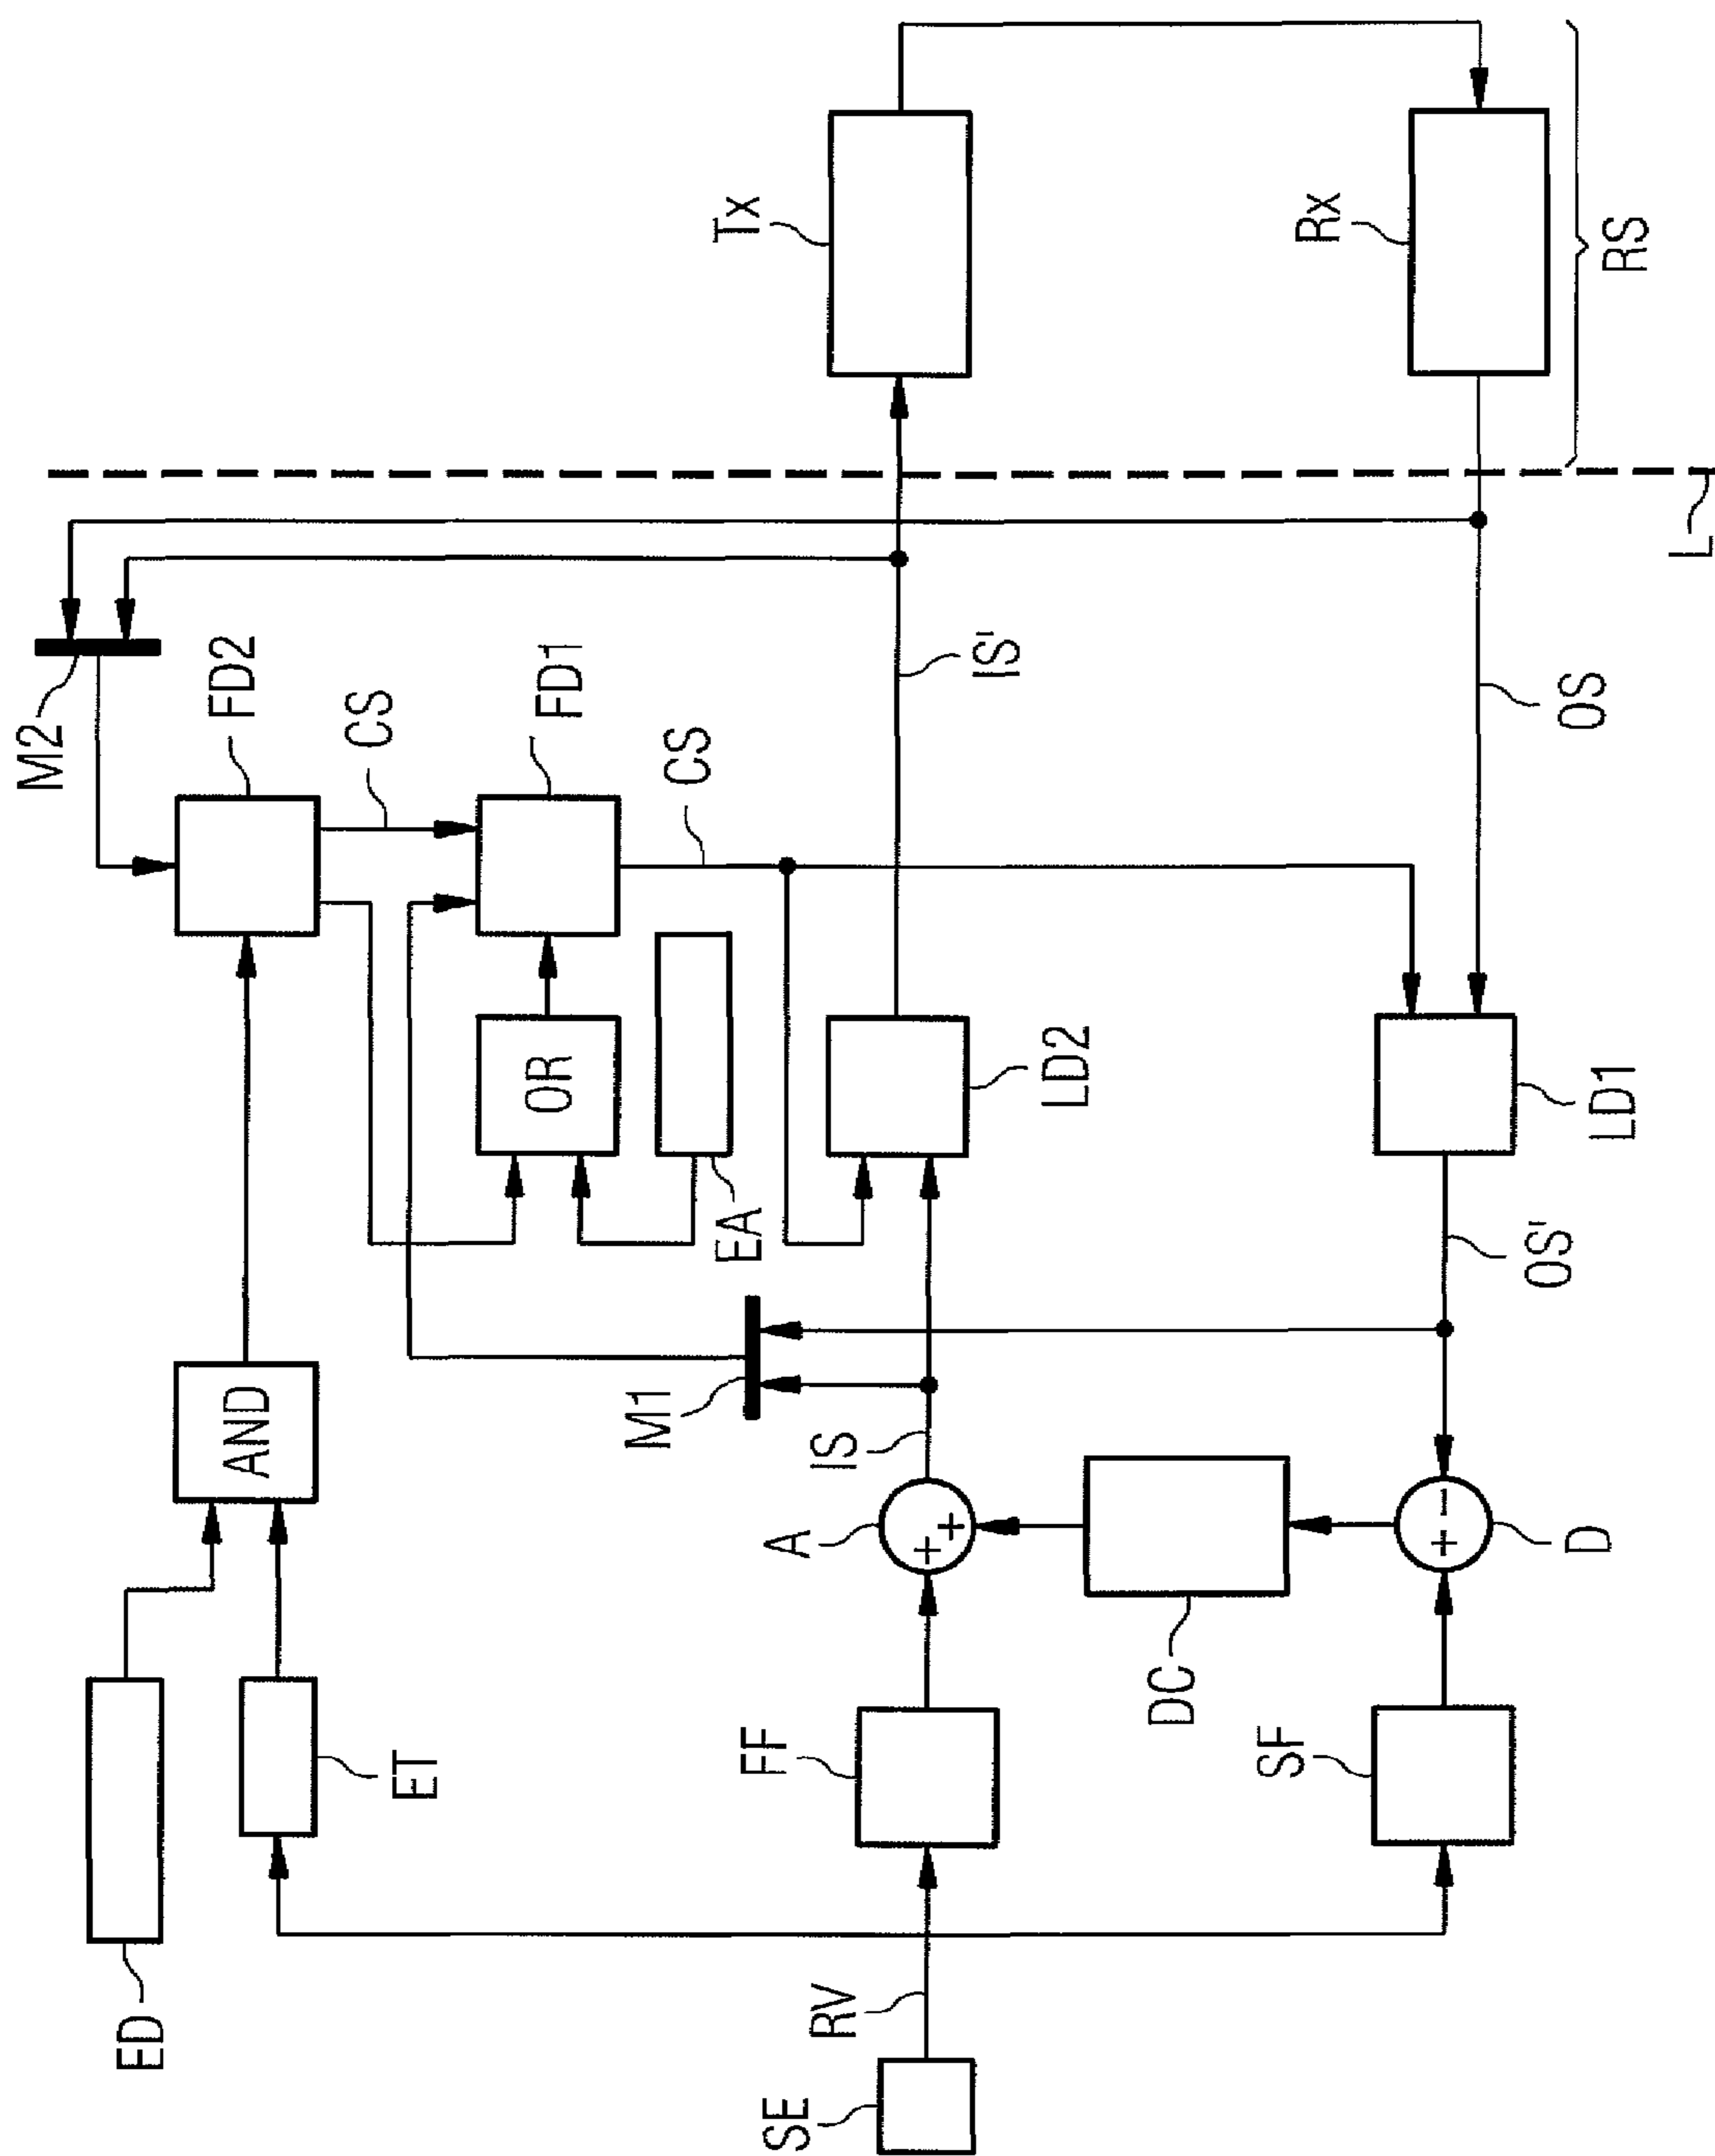 ED
ET
AND
M2
FD2
CS
FD1
CS
OR
EA
M1
SE
RV
FF
A
IS
LD2
IS'
Tx
DC
SF
D
OS'
LD1
OS
L
Rx
RS
+
+
+
−